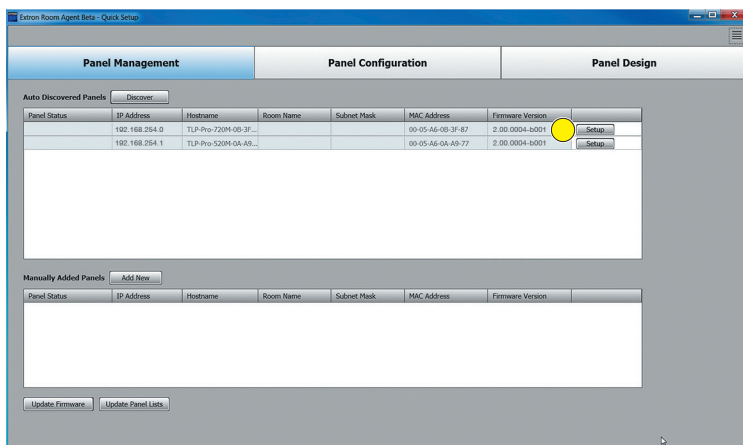 Extron Room Agent Beta - Quick Setup
Panel Management Panel Configuration Panel Design
Auto Discovered Panels Discover
Panel Status IP Address Hostname Room Name Subnet Mask MAC Address Firmware Version
192.168.254.0 TLP-Pro-720M-0B-3F... 00-05-A6-0B-3F-87 2.00.0004-b001 Setup
192.168.254.1 TLP-Pro-520M-0A-A9... 00-05-A6-0A-A9-77 2.00.0004-b001 Setup
Manually Added Panels Add New
Panel Status IP Address Hostname Room Name Subnet Mask MAC Address Firmware Version
Update Firmware Update Panel Lists